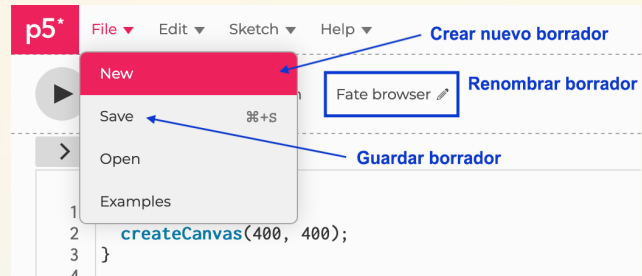 p5* File Edit Sketch Help
Crear nuevo borrador
New
Fate browser
Renombrar borrador
Save ⌘+S
Guardar borrador
Open
Examples
1
2 createCanvas(400, 400);
3 }
4